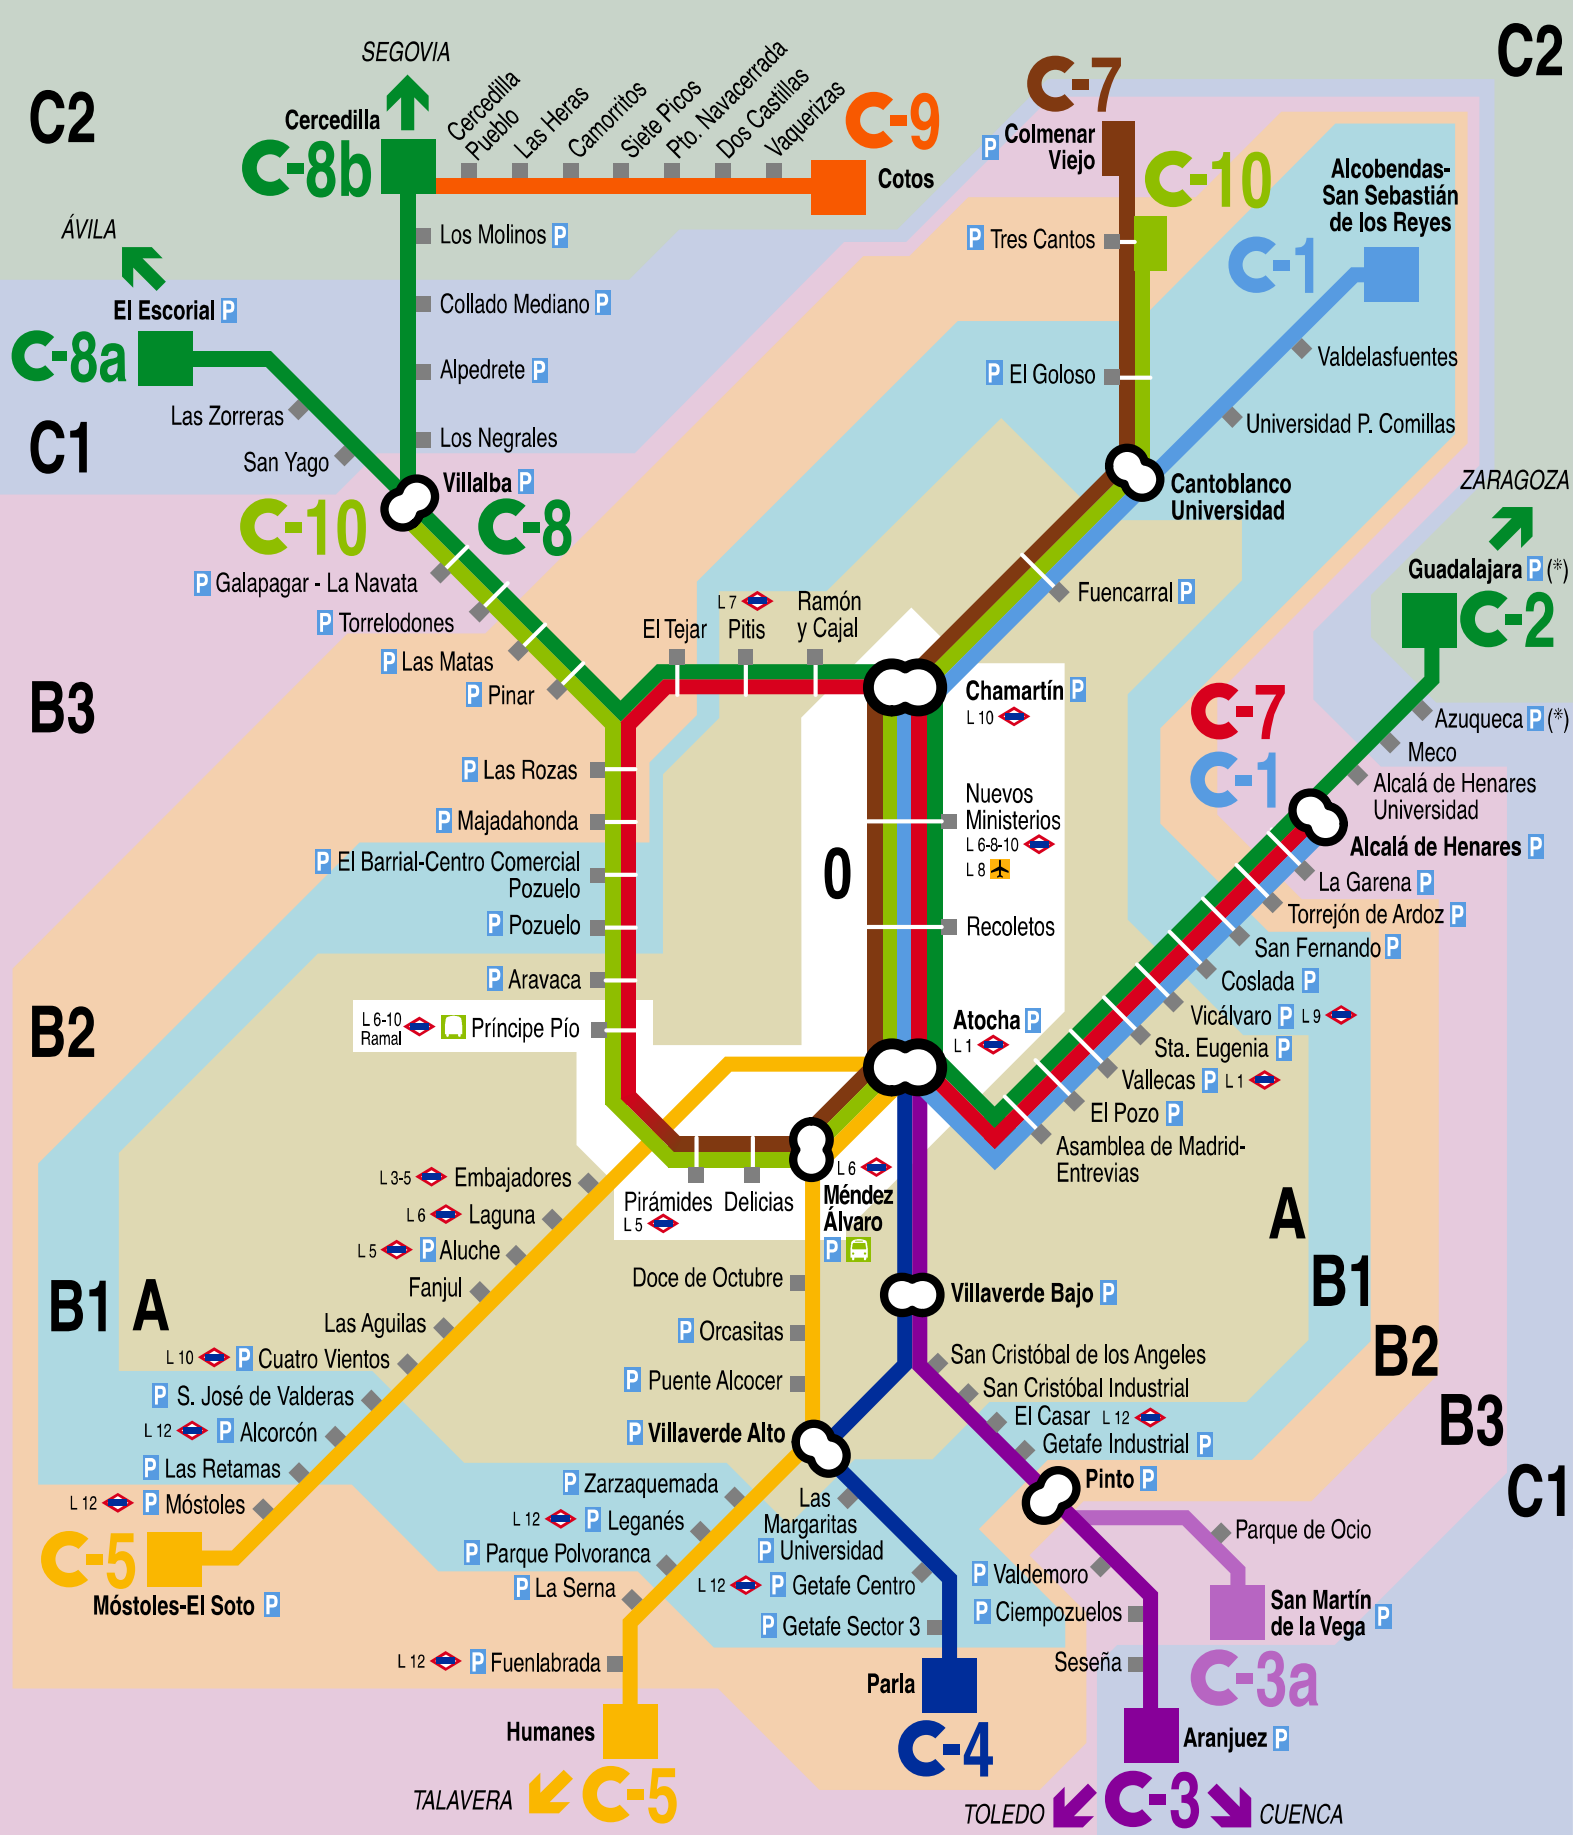 C2
SEGOVIA
Cercedilla
C-8b
Cercedilla
Pueblo
Las Heras
Camorritos
Siete Picos
Pto. Navacerrada
Dos Castillas
Vaquerizas
C-9
Cotos
C-7
P Colmenar
Viejo
C-10
C2
Alcobendas-
San Sebastián
de los Reyes
C-1
ÁVILA
El Escorial P
C-8a
Los Molinos P
Collado Mediano P
Alpedrete P
Los Negrales
Las Zorreras
San Yago
C1
Villalba P
C-10
C-8
P Tres Cantos
P El Goloso
Valdelasfuentes
Universidad P. Comillas
Cantoblanco
Universidad
Fuencarral P
ZARAGOZA
Guadalajara P (*)
C-2
P Galapagar - La Navata
P Torrelodones
P Las Matas
P Pinar
B3
L 7
El Tejar
Pitis
Ramón
y Cajal
Chamartín P
L 10
C-7
C-1
Azuqueca P (*)
Meco
Alcalá de Henares
Universidad
Alcalá de Henares P
La Garena P
Torrejón de Ardoz P
San Fernando P
Coslada P
Vicálvaro P L 9
Sta. Eugenia P
Vallecas P L 1
El Pozo P
Asamblea de Madrid-
Entrevias
P Las Rozas
P Majadahonda
P El Barrial-Centro Comercial
Pozuelo
P Pozuelo
P Aravaca
L 6-10
Ramal
Príncipe Pío
0
Nuevos
Ministerios
L 6-8-10
L 8
Recoletos
Atocha P
L 1
B2
L 3-5 Embajadores
L 6 Laguna
L 5 P Aluche
Fanjul
Las Aguilas
L 10 P Cuatro Vientos
P S. José de Valderas
L 12 P Alcorcón
P Las Retamas
L 12 P Móstoles
C-5
Móstoles-El Soto P
B1
A
Pirámides
L 5
Delicias
L 6
Méndez
Álvaro
P
Doce de Octubre
P Orcasitas
P Puente Alcocer
P Villaverde Alto
Villaverde Bajo P
A
B1
B2
B3
C1
San Cristóbal de los Angeles
San Cristóbal Industrial
El Casar L 12
Getafe Industrial P
Pinto P
P Zarzaquemada
L 12 P Leganés
P Parque Polvoranca
P La Serna
L 12 P Fuenlabrada
Humanes
TALAVERA
C-5
Las
Margaritas
P Universidad
L 12 P Getafe Centro
P Getafe Sector 3
Parla
C-4
Parque de Ocio
P Valdemoro
P Ciempozuelos
Seseña
San Martín
de la Vega P
C-3a
Aranjuez P
TOLEDO
C-3
CUENCA